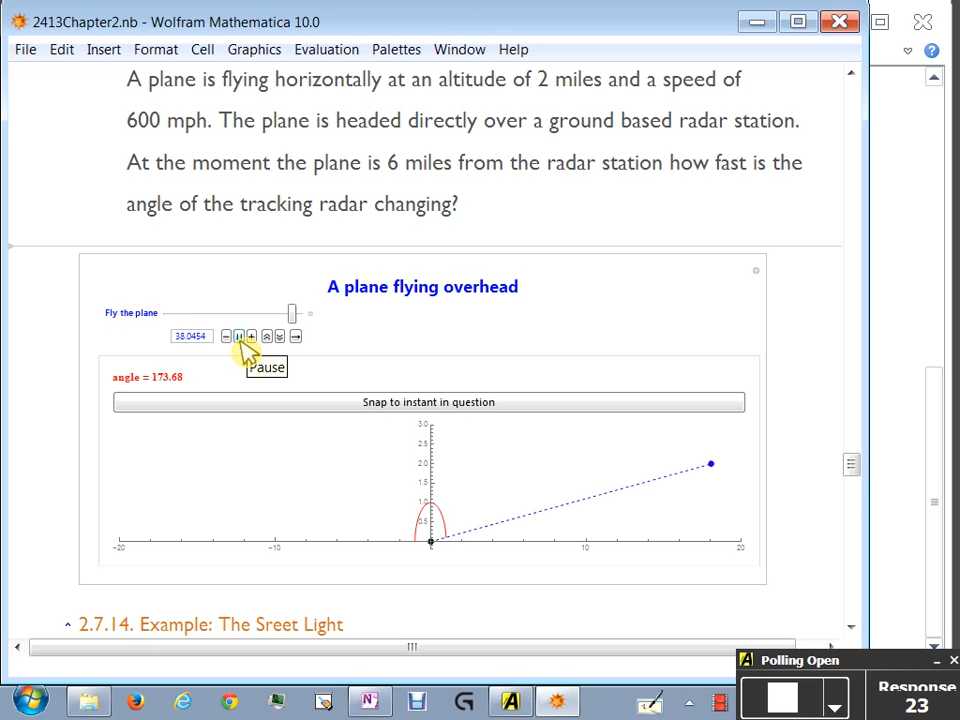 2413Chapter2.nb - Wolfram Mathematica 10.0
File Edit Insert Format Cell Graphics Evaluation Palettes Window Help
A plane is flying horizontally at an altitude of 2 miles and a speed of
600 mph. The plane is headed directly over a ground based radar station.
At the moment the plane is 6 miles from the radar station how fast is the
angle of the tracking radar changing?
A plane flying overhead
Fly the plane
38.0454
Pause
angle = 173.68
Snap to instant in question
3.0
2.5
2.0
1.5
1.0
0.5
-20 -10 10 20
2.7.14. Example: The Sreet Light
Polling Open
Response
23